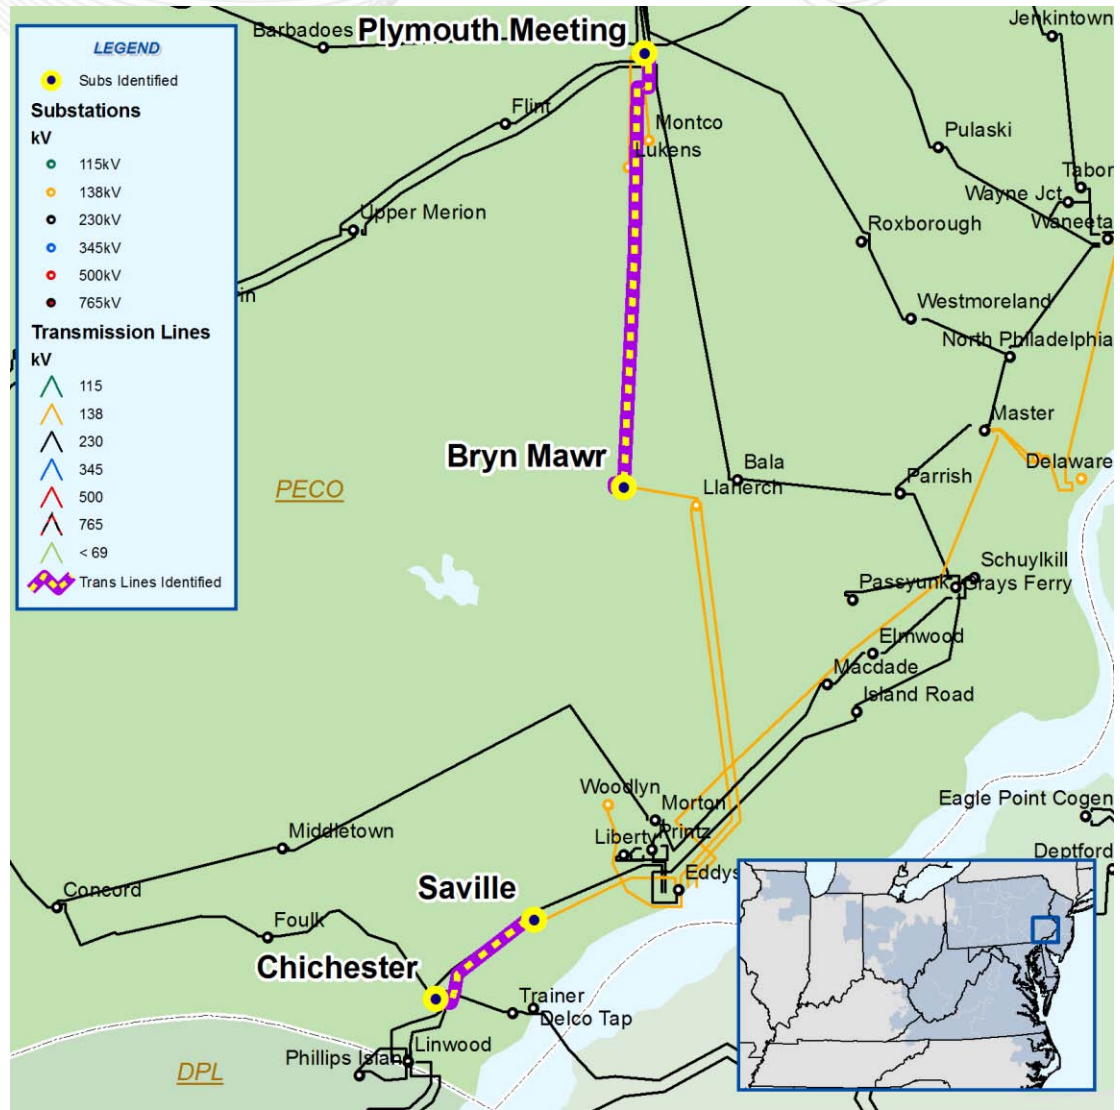 LEGEND
Subs Identified
Substations
kV
115kV
138kV
230kV
345kV
500kV
765kV
Transmission Lines
kV
115
138
230
345
500
765
< 69
Trans Lines Identified
Barbadoes
Plymouth Meeting
Jenkintown
Flint
Montco
Lukens
Pulaski
Tabor
Wayne Jct
Waneeta
Upper Merion
Roxborough
in
Westmoreland
North Philadelphia
Master
Bryn Mawr
Bala
Delaware
Llanerch
Parrish
PECO
Schuylkill
Passyunk
Grays Ferry
Elmwood
Macdade
Island Road
Woodlyn
Morton
Eagle Point Cogen
Middletown
Liberty
Printz
Deptford
Concord
Saville
Eddys
Foulk
Chichester
Trainer
Delco Tap
Linwood
Phillips Island
DPL